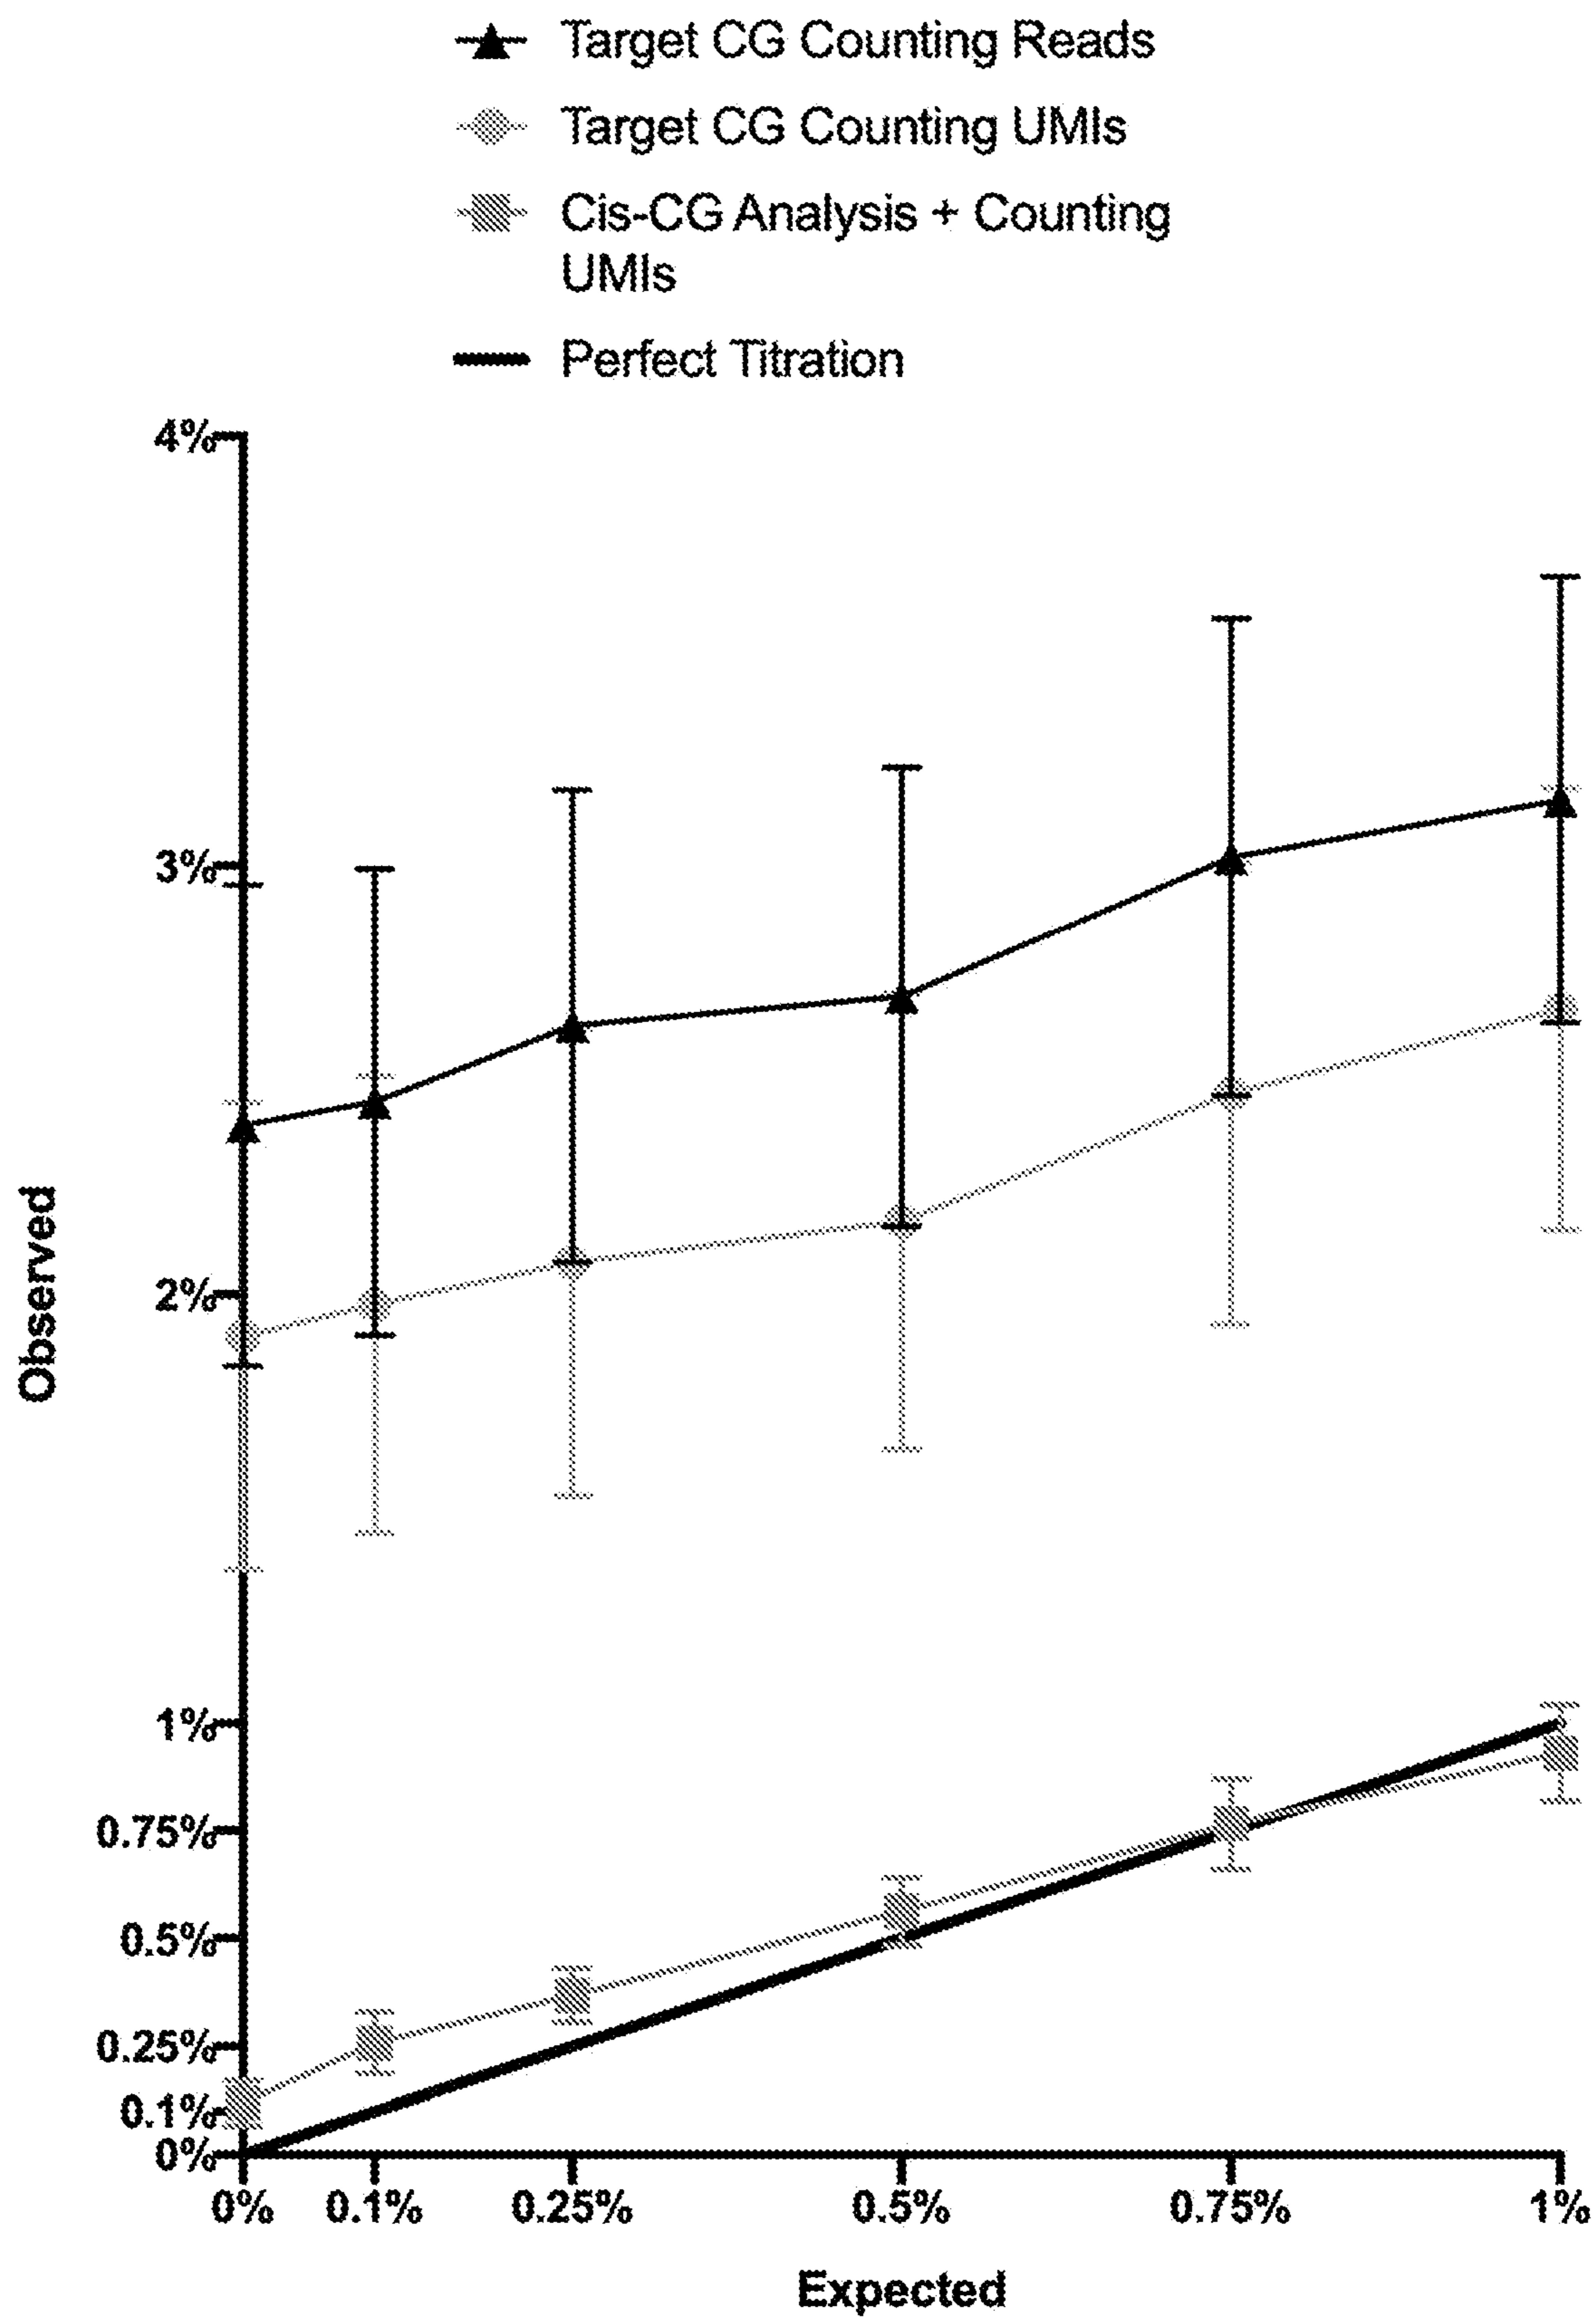 Target CG Counting Reads
Target CG Counting UMIs
Cis-CG Analysis + Counting
UMIs
Perfect Titration
4%
3%
2%
1%
0.75%
0.5%
0.25%
0.1%
0%
Observed
0% 0.1% 0.25% 0.5% 0.75% 1%
Expected